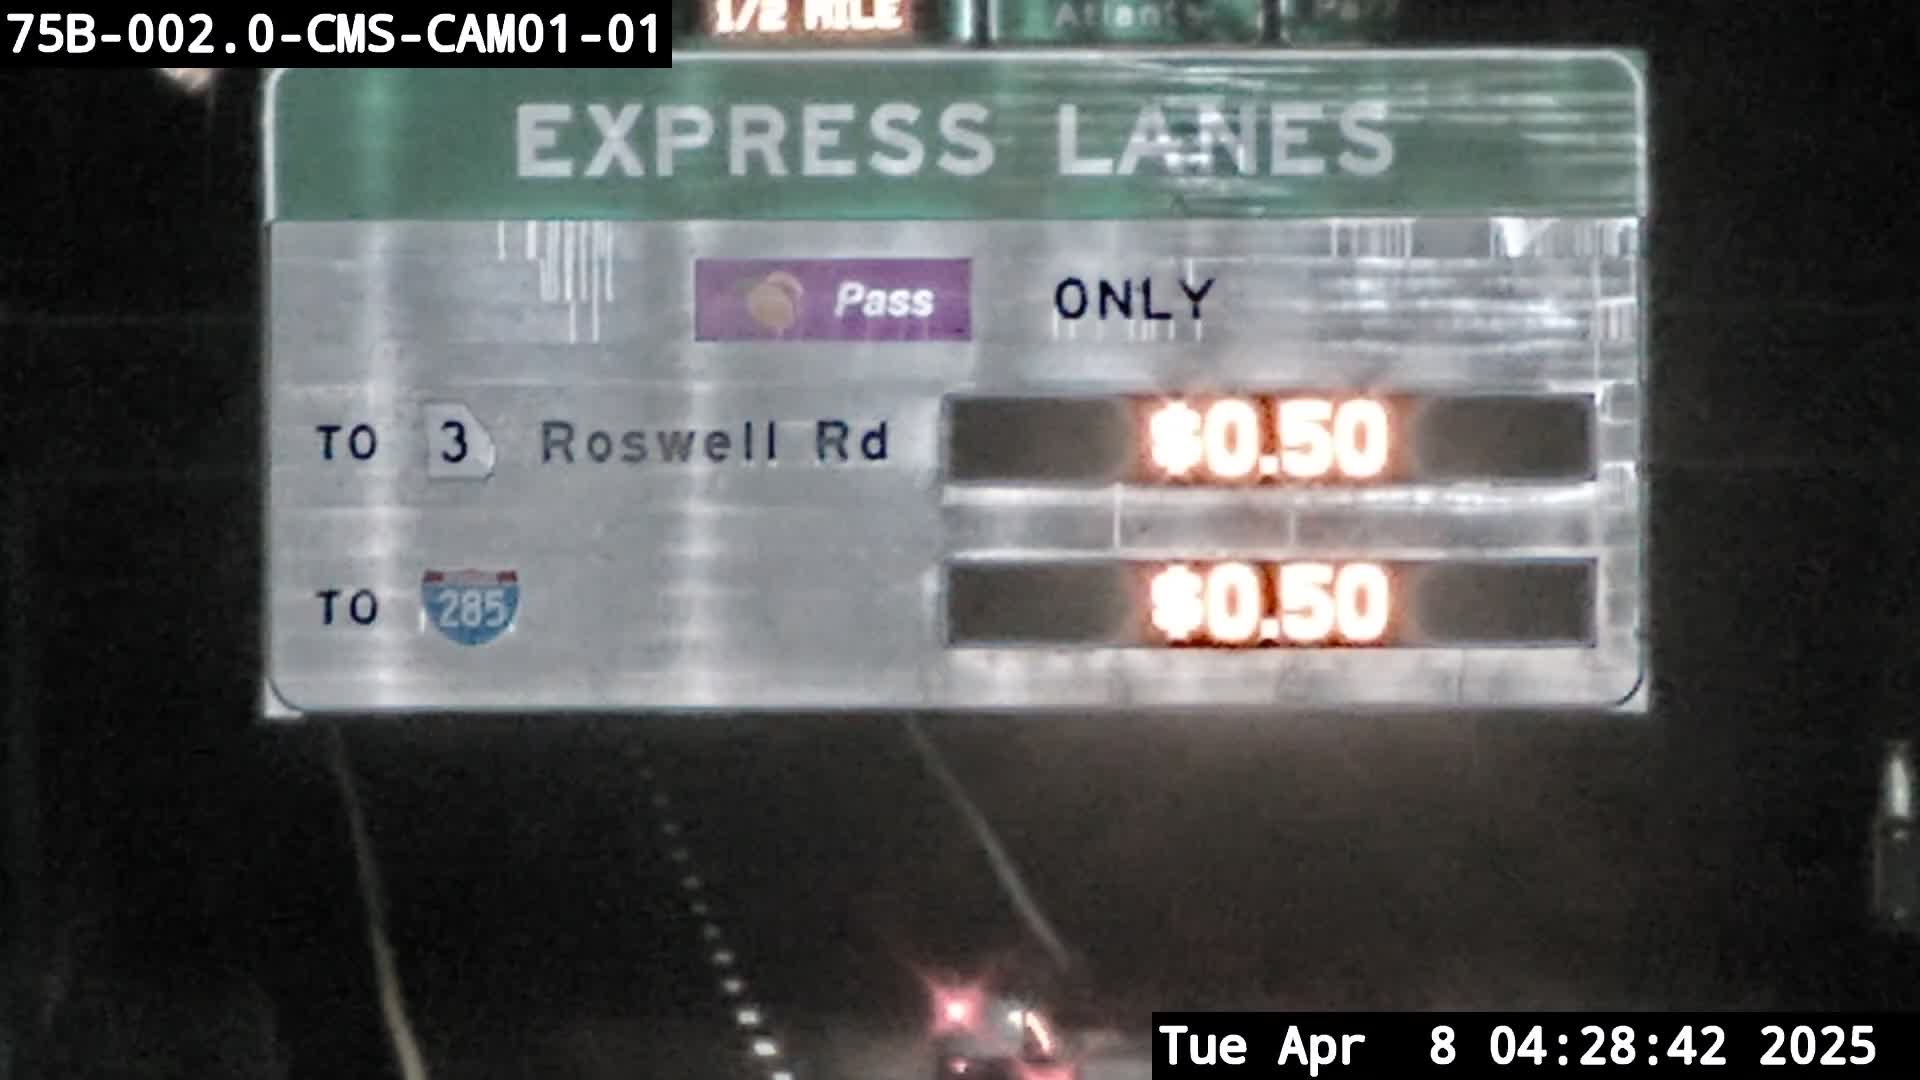 75B-002.0-CMS-CAM01-01
1/2 MILE
EXPRESS LANES
Pass ONLY
TO 3 Roswell Rd $0.50
TO 285 $0.50
Tue Apr 8 04:28:42 2025